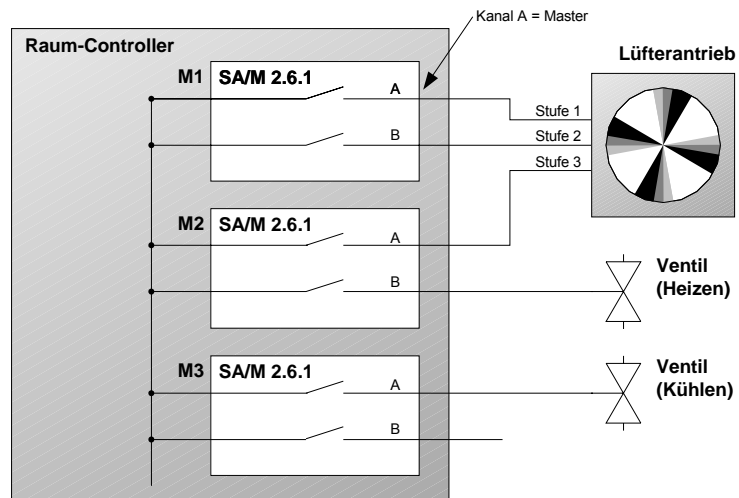 Kanal A = Master
Raum-Controller
Lüfterantrieb
M1 SA/M 2.6.1
A
Stufe 1
B
Stufe 2
Stufe 3
M2 SA/M 2.6.1
A
B
Ventil
(Heizen)
M3 SA/M 2.6.1
A
Ventil
(Kühlen)
B